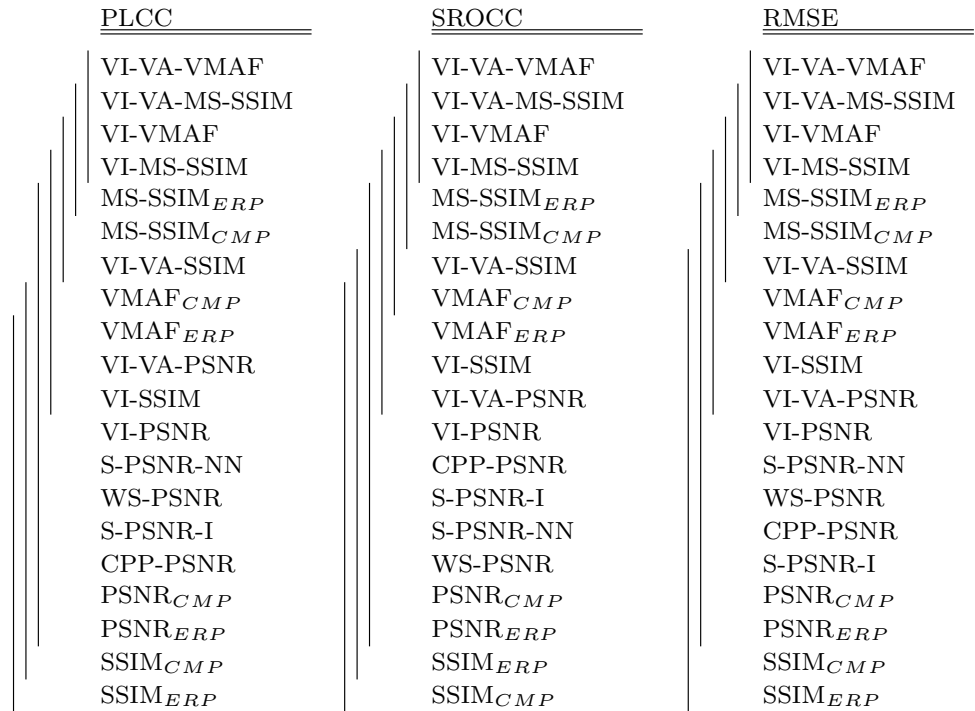 PLCC SROCC RMSE
VI-VA-VMAF VI-VA-VMAF VI-VA-VMAF
VI-VA-MS-SSIM VI-VA-MS-SSIM VI-VA-MS-SSIM
VI-VMAF VI-VMAF VI-VMAF
VI-MS-SSIM VI-MS-SSIM VI-MS-SSIM
MS-SSIM_ERP MS-SSIM_ERP MS-SSIM_ERP
MS-SSIM_CMP MS-SSIM_CMP MS-SSIM_CMP
VI-VA-SSIM VI-VA-SSIM VI-VA-SSIM
VMAF_CMP VMAF_CMP VMAF_CMP
VMAF_ERP VMAF_ERP VMAF_ERP
VI-VA-PSNR VI-SSIM VI-SSIM
VI-SSIM VI-VA-PSNR VI-VA-PSNR
VI-PSNR VI-PSNR VI-PSNR
S-PSNR-NN CPP-PSNR S-PSNR-NN
WS-PSNR S-PSNR-I WS-PSNR
S-PSNR-I S-PSNR-NN CPP-PSNR
CPP-PSNR WS-PSNR S-PSNR-I
PSNR_CMP PSNR_CMP PSNR_CMP
PSNR_ERP PSNR_ERP PSNR_ERP
SSIM_CMP SSIM_ERP SSIM_CMP
SSIM_ERP SSIM_CMP SSIM_ERP